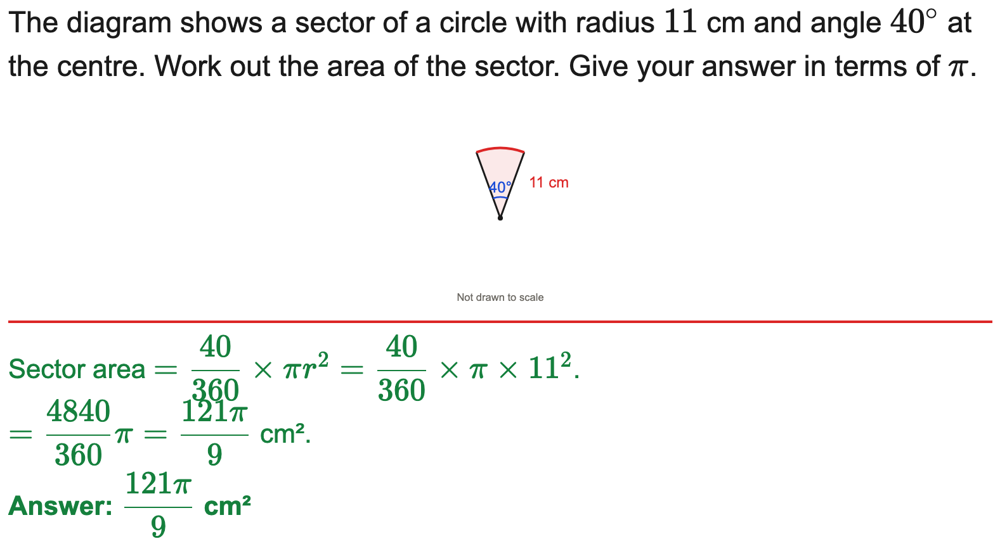 The diagram shows a sector of a circle with radius 11 cm and angle 40° at
the centre. Work out the area of the sector. Give your answer in terms of π.
40°
11 cm
Not drawn to scale
Sector area = 40/360 × πr² = 40/360 × π × 11².
= 4840/360 π = 121π/9 cm².
Answer: 121π/9 cm²